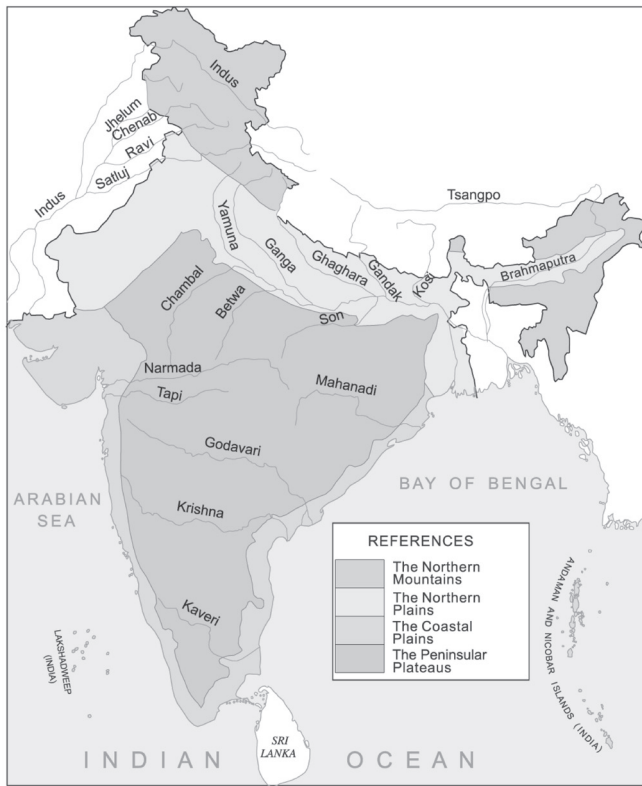 Indus
Jhelum
Chenab
Ravi
Satluj
Indus
Tsangpo
Yamuna
Ganga
Ghaghara
Gandak
Kosi
Brahmaputra
Chambal
Betwa
Son
Narmada
Tapi
Mahanadi
Godavari
Krishna
Kaveri
ARABIAN
SEA
BAY OF BENGAL
REFERENCES
The Northern
Mountains
The Northern
Plains
The Coastal
Plains
The Peninsular
Plateaus
LAKSHADWEEP
(INDIA)
ANDAMAN AND NICOBAR ISLANDS (INDIA)
SRI
LANKA
INDIAN OCEAN